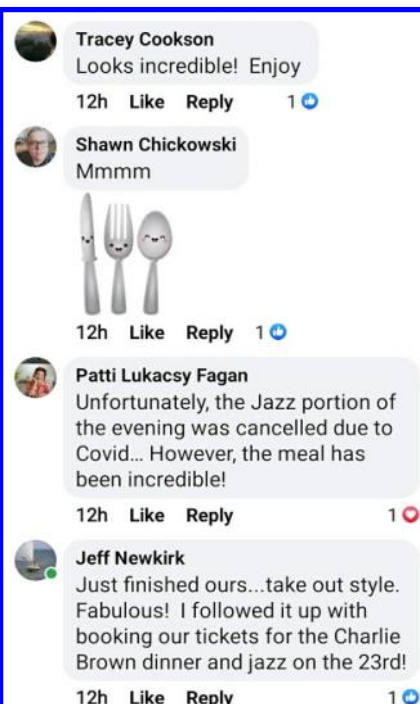 Tracey Cookson
Looks incredible! Enjoy
12h Like Reply 1
Shawn Chickowski
Mmmm
12h Like Reply 1
Patti Lukacsy Fagan
Unfortunately, the Jazz portion of
the evening was cancelled due to
Covid... However, the meal has
been incredible!
12h Like Reply 1
Jeff Newkirk
Just finished ours...take out style.
Fabulous! I followed it up with
booking our tickets for the Charlie
Brown dinner and jazz on the 23rd!
12h Like Reply 1